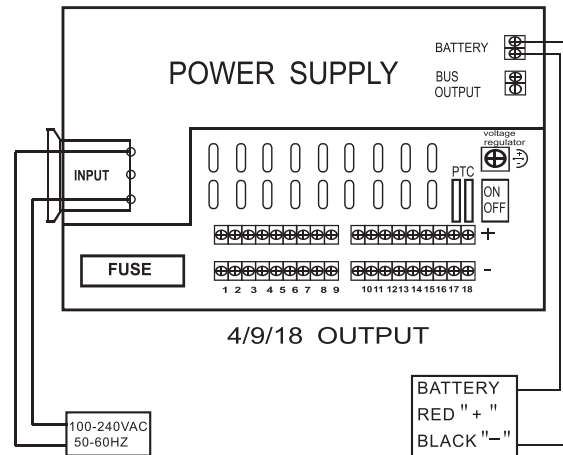 BATTERY
POWER SUPPLY
BUS
OUTPUT
voltage
regulator
INPUT
PTC
- +
ON
OFF
+
FUSE
-
1 2 3 4 5 6 7 8 9 10 11 12 13 14 15 16 17 18
4/9/18 OUTPUT
100-240VAC
50-60HZ
BATTERY
RED " + "
BLACK "–"